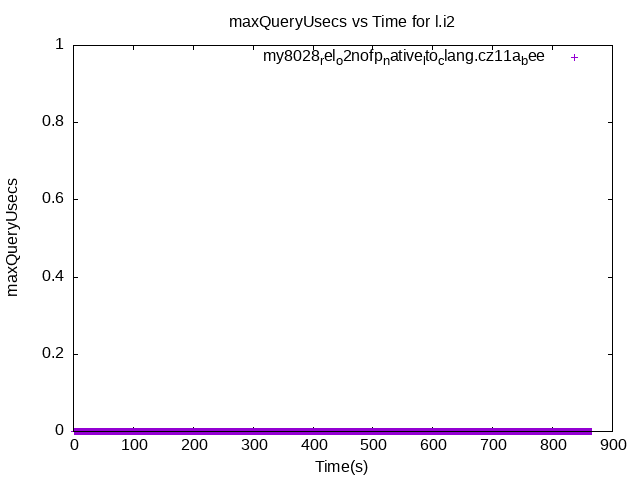 maxQueryUsecs vs Time for l.i2
my8028relo2nofpnativeltoclang.cz11abee
maxQueryUsecs
1
0.8
0.6
0.4
0.2
0
0 100 200 300 400 500 600 700 800 900
Time(s)